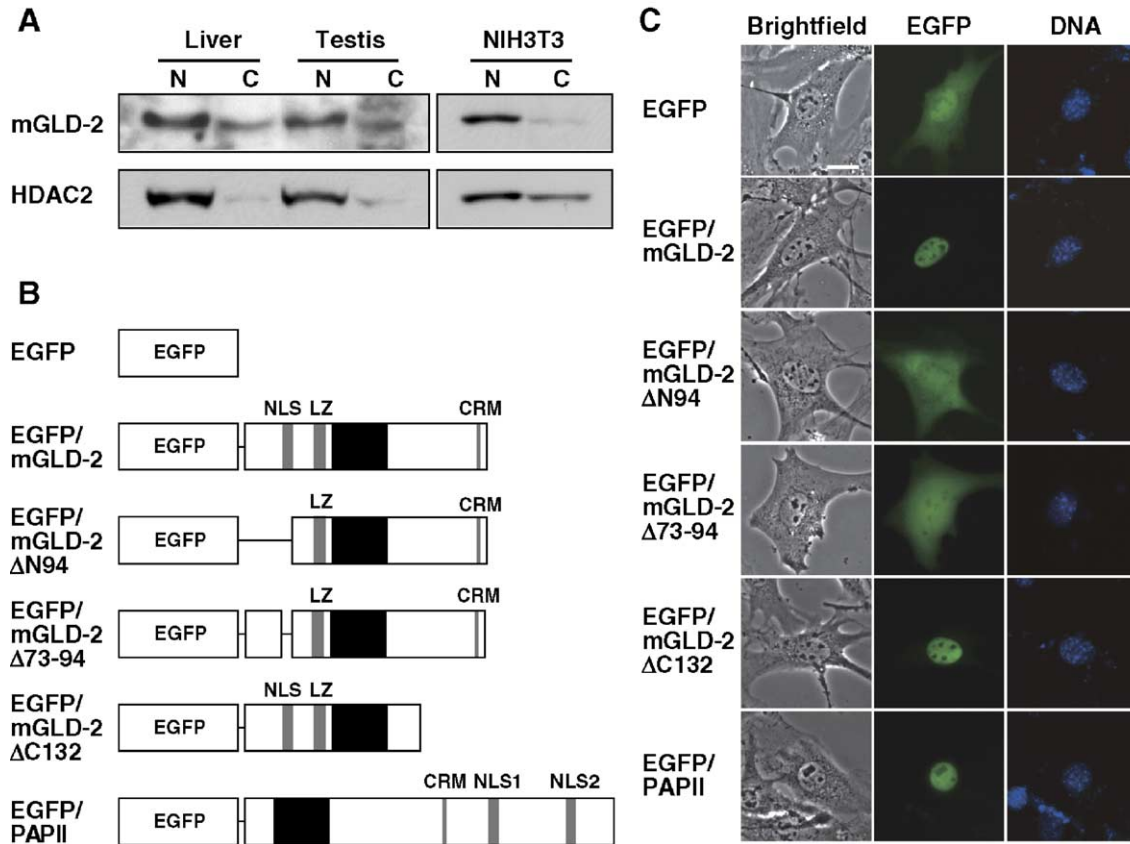 A
Liver Testis NIH3T3
N C N C N C
mGLD-2
HDAC2
B
EGFP
EGFP
NLS LZ CRM
EGFP/
mGLD-2
EGFP
LZ CRM
EGFP/
mGLD-2
ΔN94
EGFP
LZ CRM
EGFP/
mGLD-2
Δ73-94
EGFP
NLS LZ
EGFP/
mGLD-2
ΔC132
EGFP
CRM NLS1 NLS2
EGFP/
PAPII
EGFP
C
Brightfield EGFP DNA
EGFP
EGFP/
mGLD-2
EGFP/
mGLD-2
ΔN94
EGFP/
mGLD-2
Δ73-94
EGFP/
mGLD-2
ΔC132
EGFP/
PAPII